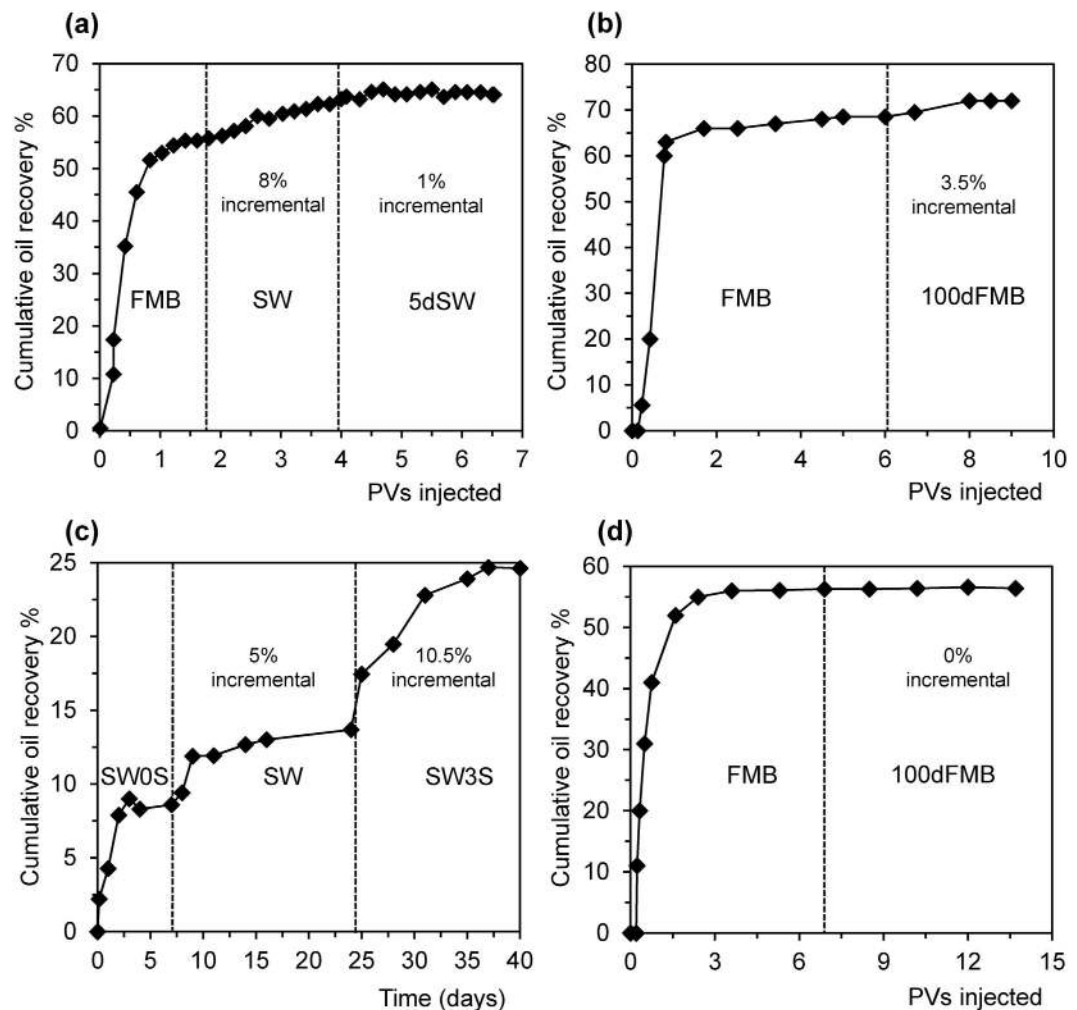 (a)
Cumulative oil recovery %
70
60
50
40
30
20
10
0
8%
incremental
1%
incremental
FMB
SW
5dSW
0 1 2 3 4 5 6 7
PVs injected
(b)
Cumulative oil recovery %
80
70
60
50
40
30
20
10
0
3.5%
incremental
FMB
100dFMB
0 2 4 6 8 10
PVs injected
(c)
Cumulative oil recovery %
25
20
15
10
5
0
5%
incremental
10.5%
incremental
SW0S
SW
SW3S
0 5 10 15 20 25 30 35 40
Time (days)
(d)
Cumulative oil recovery %
60
50
40
30
20
10
0
0%
incremental
FMB
100dFMB
0 3 6 9 12 15
PVs injected